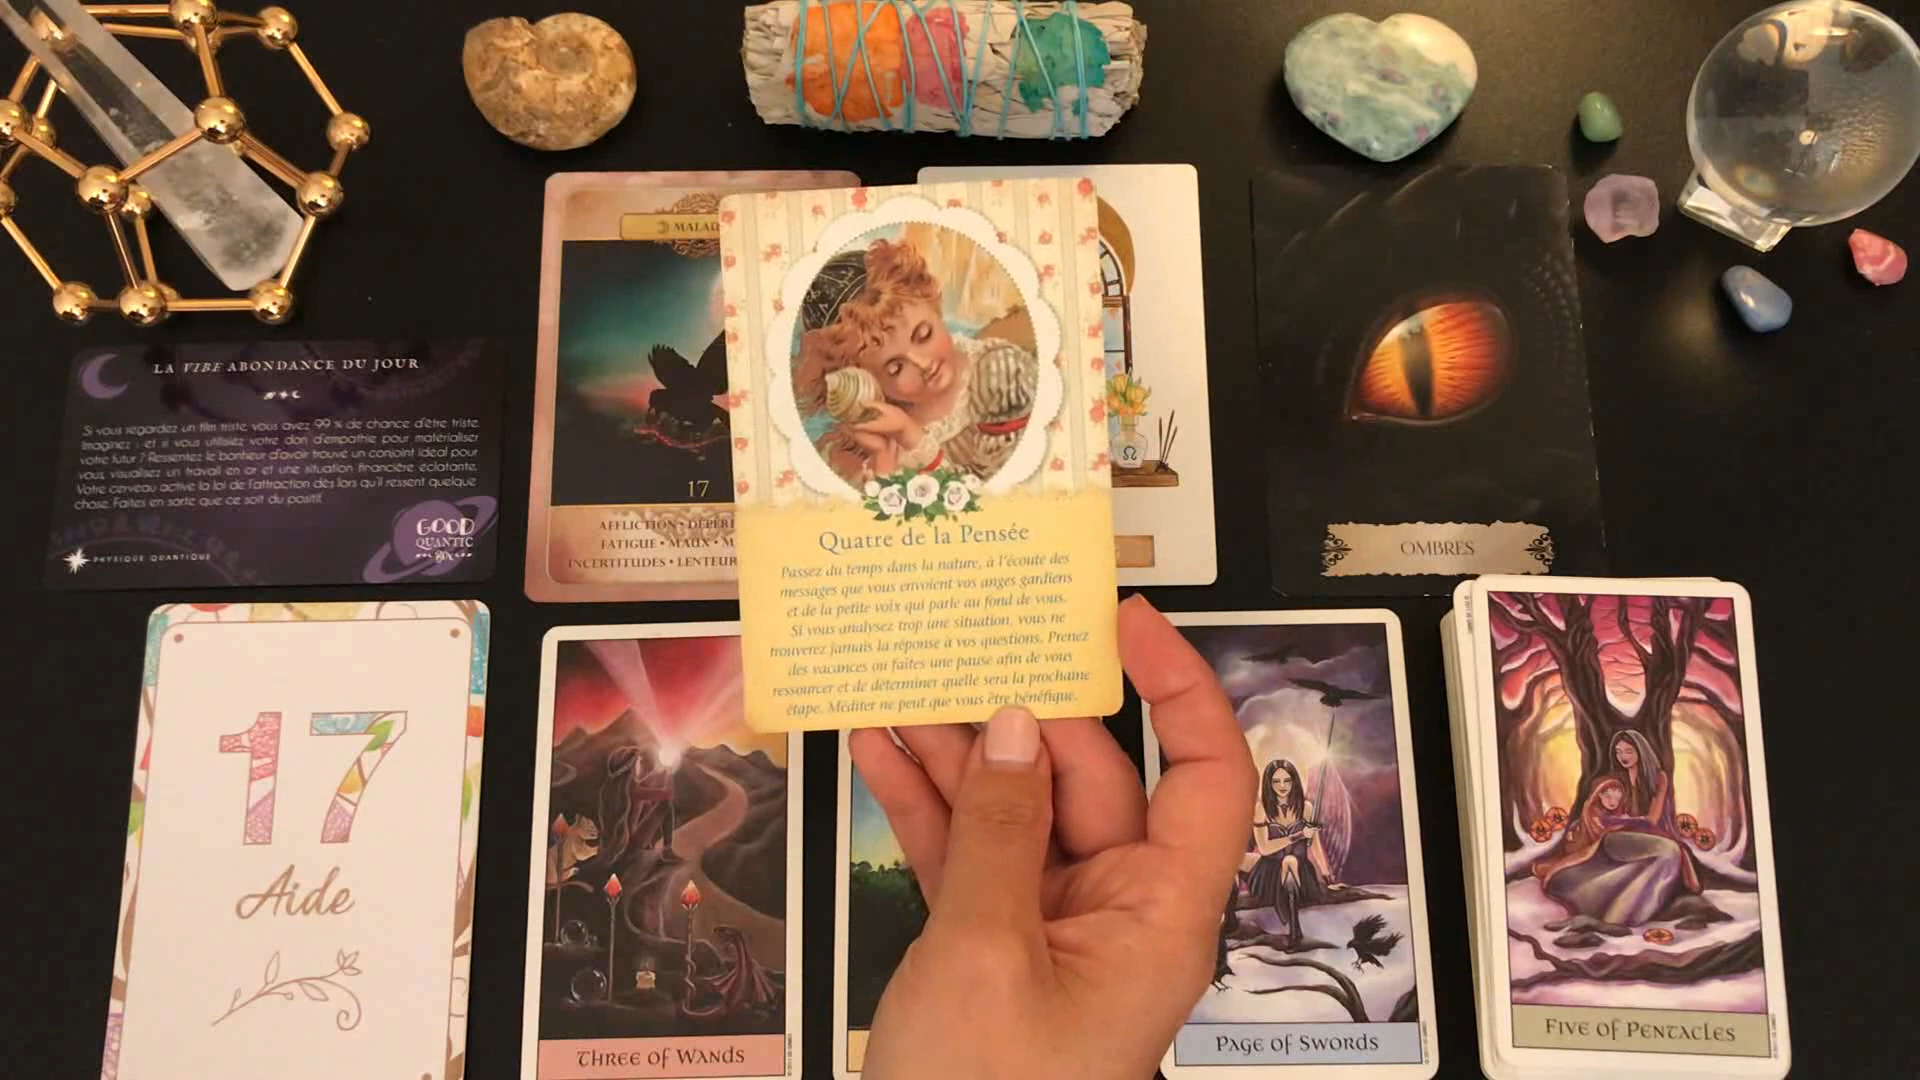 LA VIBE ABONDANCE DU JOUR
Si vous regardez un film triste, vous avez 99 % de chance d'être triste.
Imaginez : et si vous utilisiez votre don d'empathie pour matérialiser
votre futur ? Ressentez le bonheur d'avoir trouvé un conjoint idéal pour
vous, visualisez un travail en or et une situation financière éclatante.
Votre cerveau active la loi de l'attraction dès lors qu'il ressent quelque
chose. Faites en sorte que ce soit du positif.
PHYSIQUE QUANTIQUE
GOOD
QUANTIC
BOX
17
AFFLICTION •
FATIGUE • MAUX •
INCERTITUDES • LENTEUR
Quatre de la Pensée
Passez du temps dans la nature, à l'écoute des
messages que vous envoient vos anges gardiens
et de la petite voix qui parle au fond de vous.
Si vous analysez trop une situation, vous ne
trouverez jamais la réponse à vos questions. Prenez
des vacances ou faites une pause afin de vous
ressourcer et de déterminer quelle sera la prochaine
étape. Méditer ne peut que vous être bénéfique.
OMBRES
17
Aide
THREE OF WANDS
PAGE OF SWORDS
FIVE OF PENTACLES